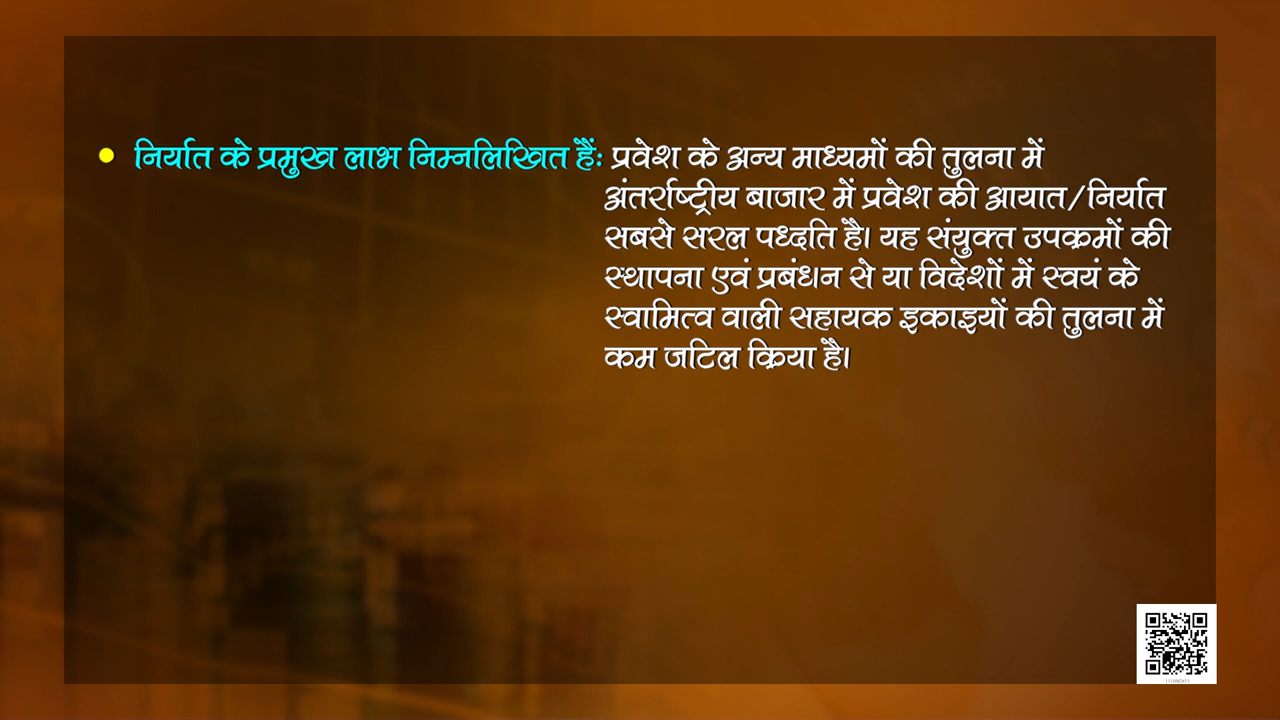 • निर्यात के प्रमुख लाभ निम्नलिखित हैं: प्रवेश के अन्य माध्यमों की तुलना में
अंतर्राष्ट्रीय बाजार में प्रवेश की आयात/निर्यात
सबसे सरल पध्दति है। यह संयुक्त उपक्रमों की
स्थापना एवं प्रबंधन से या विदेशों में स्वयं के
स्वामित्व वाली सहायक इकाइयों की तुलना में
कम जटिल क्रिया है।